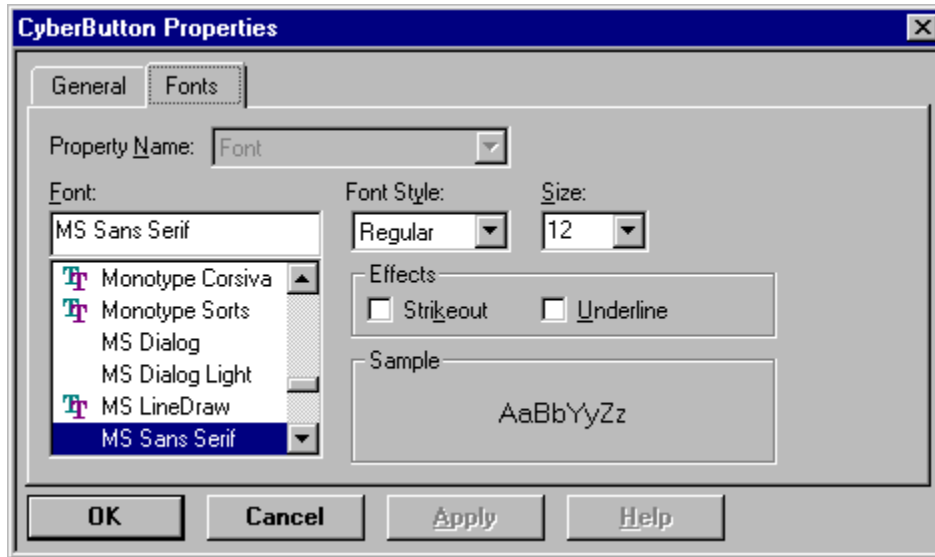 CyberButton Properties
General Fonts
Property Name: Font
Font: Font Style: Size:
MS Sans Serif Regular 12
Monotype Corsiva
Monotype Sorts
MS Dialog
MS Dialog Light
MS LineDraw
MS Sans Serif
Effects
Strikeout Underline
Sample
AaBbYyZz
OK Cancel Apply Help